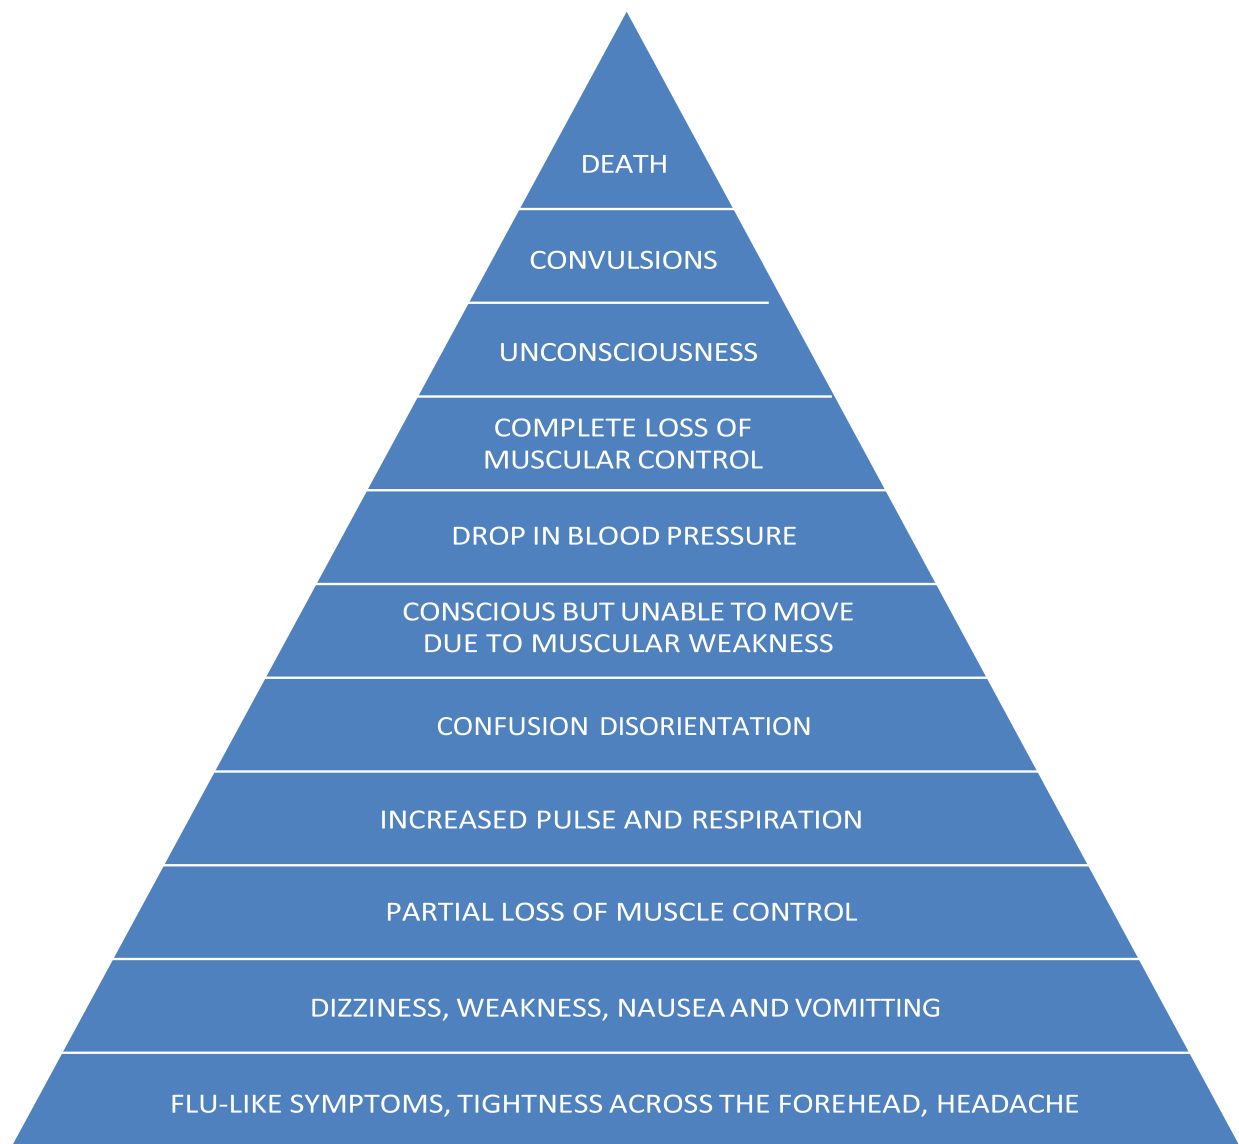 DEATH
CONVULSIONS
UNCONSCIOUSNESS
COMPLETE LOSS OF
MUSCULAR CONTROL
DROP IN BLOOD PRESSURE
CONSCIOUS BUT UNABLE TO MOVE
DUE TO MUSCULAR WEAKNESS
CONFUSION DISORIENTATION
INCREASED PULSE AND RESPIRATION
PARTIAL LOSS OF MUSCLE CONTROL
DIZZINESS, WEAKNESS, NAUSEA AND VOMITTING
FLU-LIKE SYMPTOMS, TIGHTNESS ACROSS THE FOREHEAD, HEADACHE